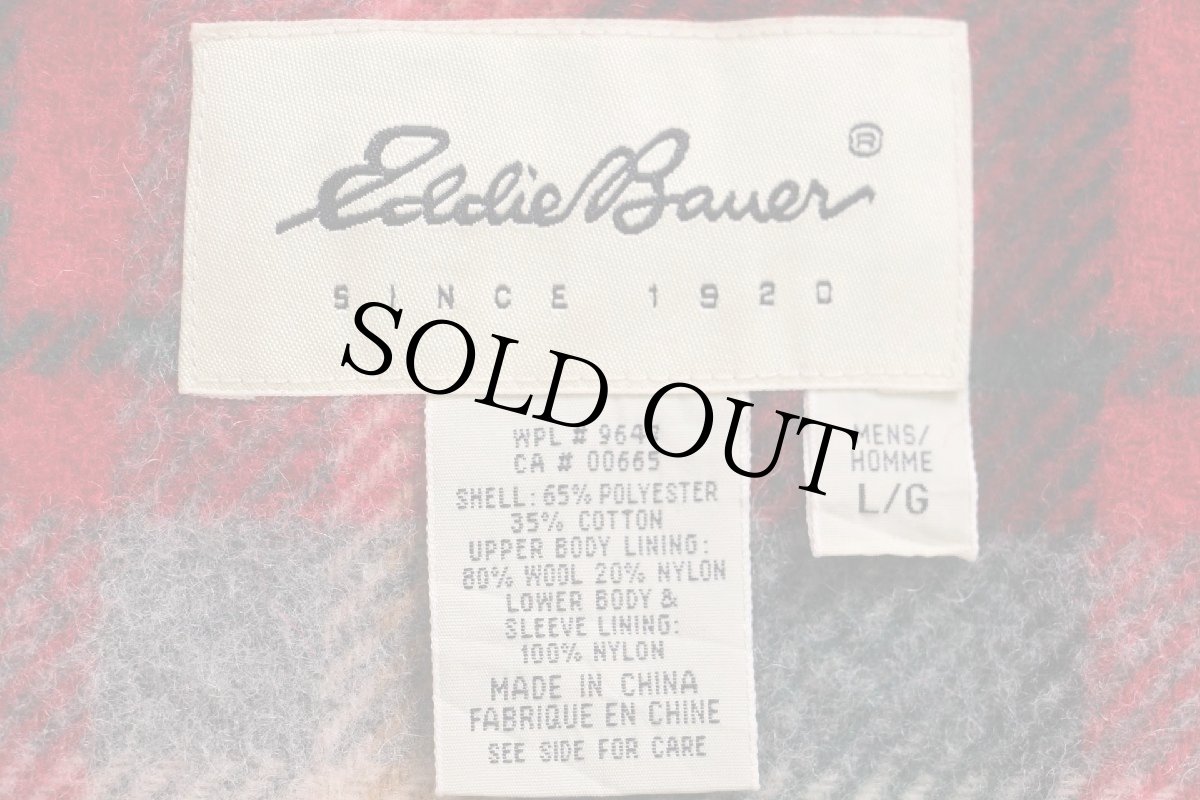 Eddie Bauer ®
SINCE 1920
SOLD OUT
WPL #
CA # 00665
SHELL: 65% POLYESTER
35% COTTON
UPPER BODY LINING:
80% WOOL 20% NYLON
LOWER BODY &
SLEEVE LINING:
100% NYLON
MADE IN CHINA
FABRIQUE EN CHINE
SEE SIDE FOR CARE
MENS/
HOMME
L/G